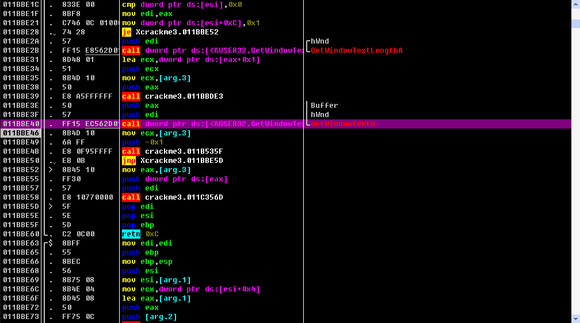 011BBE1C . 833E 00 cmp dword ptr ds:[esi],0x0
011BBE1F . 8BF8 mov edi,eax
011BBE21 . C746 0C 0100 mov dword ptr ds:[esi+0xC],0x1
011BBE28 . 74 28 je Xcrackme3.011BBE52
011BBE2A . 57 push edi hWnd
011BBE2B . FF15 E8562D0 call dword ptr ds:[<&USER32.GetWindowTex GetWindowTextLengthA
011BBE31 . 8D48 01 lea ecx,dword ptr ds:[eax+0x1]
011BBE34 . 51 push ecx
011BBE35 . 8B4D 10 mov ecx,[arg.3]
011BBE38 . 50 push eax
011BBE39 . E8 A5FFFFFF call crackme3.011BBDE3
011BBE3E . 50 push eax Buffer
011BBE3F . 57 push edi hWnd
011BBE40 . FF15 EC562D0 call dword ptr ds:[<&USER32.GetWindowTex GetWindowTextA
011BBE46 . 8B4D 10 mov ecx,[arg.3]
011BBE49 . 6A FF push -0x1
011BBE4B . E8 0F95FFFF call crackme3.011B535F
011BBE50 . EB 0B jmp Xcrackme3.011BBE5D
011BBE52 > 8B45 10 mov eax,[arg.3]
011BBE55 . FF30 push dword ptr ds:[eax]
011BBE57 . 57 push edi
011BBE58 . E8 10770000 call crackme3.011C356D
011BBE5D > 5F pop edi
011BBE5E . 5E pop esi
011BBE5F . 5D pop ebp
011BBE60 . C2 0C00 retn 0xC
011BBE63 $ 8BFF mov edi,edi
011BBE65 . 55 push ebp
011BBE66 . 8BEC mov ebp,esp
011BBE68 . 56 push esi
011BBE69 . 8B75 08 mov esi,[arg.1]
011BBE6C . 8B4E 04 mov ecx,dword ptr ds:[esi+0x4]
011BBE6F . 8D45 08 lea eax,[arg.1]
011BBE72 . 50 push eax
011BBE73 . FF75 0C push [arg.2]